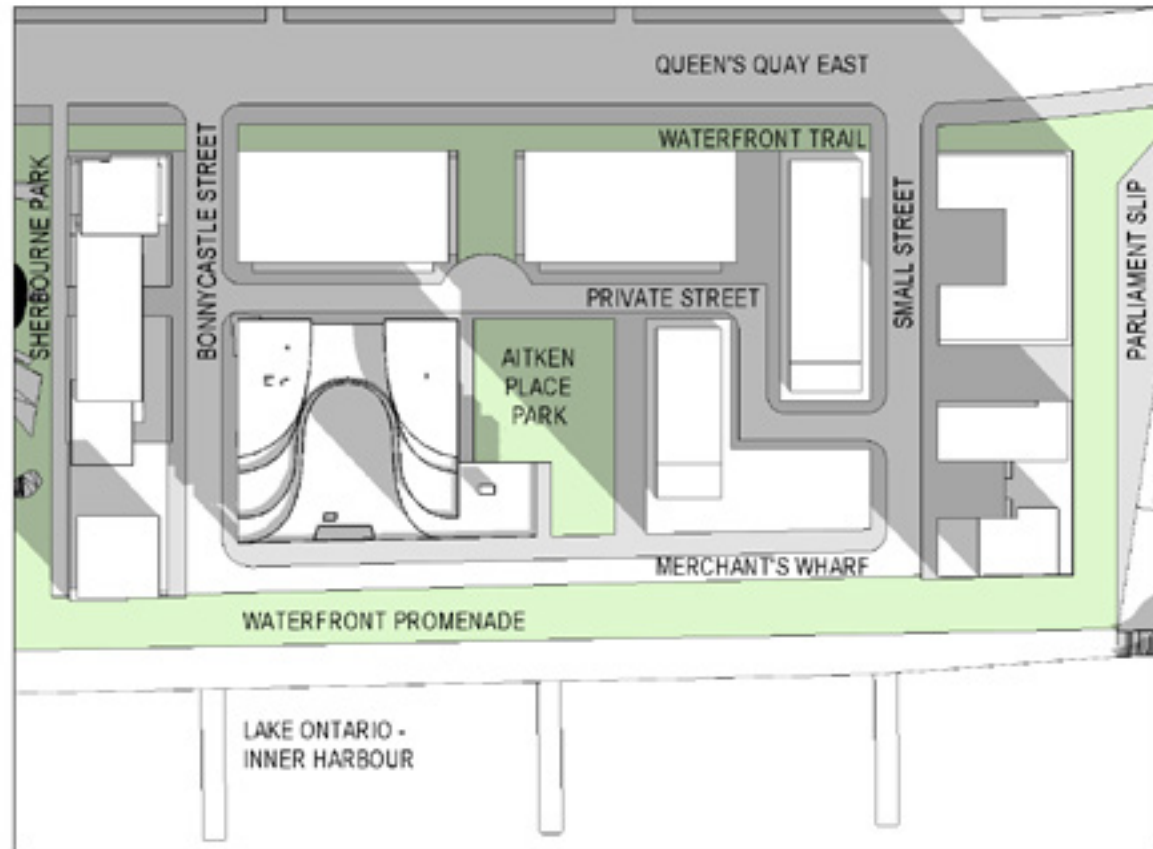 QUEEN'S QUAY EAST
WATERFRONT TRAIL
SHERBOURNE PARK
BONNYCASTLE STREET
SMALL STREET
PARLIAMENT SLIP
PRIVATE STREET
AITKEN
PLACE
PARK
MERCHANT'S WHARF
WATERFRONT PROMENADE
LAKE ONTARIO -
INNER HARBOUR